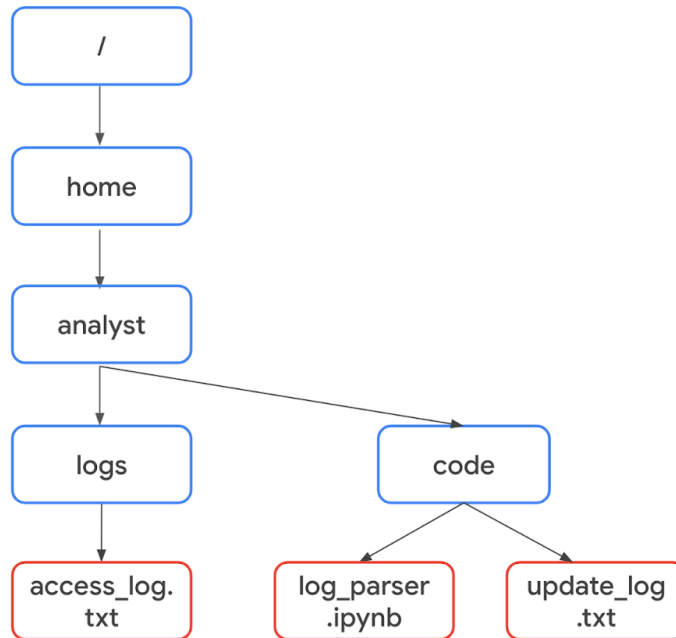 /
home
analyst
logs
code
access_log.
txt
log_parser
.ipynb
update_log
.txt